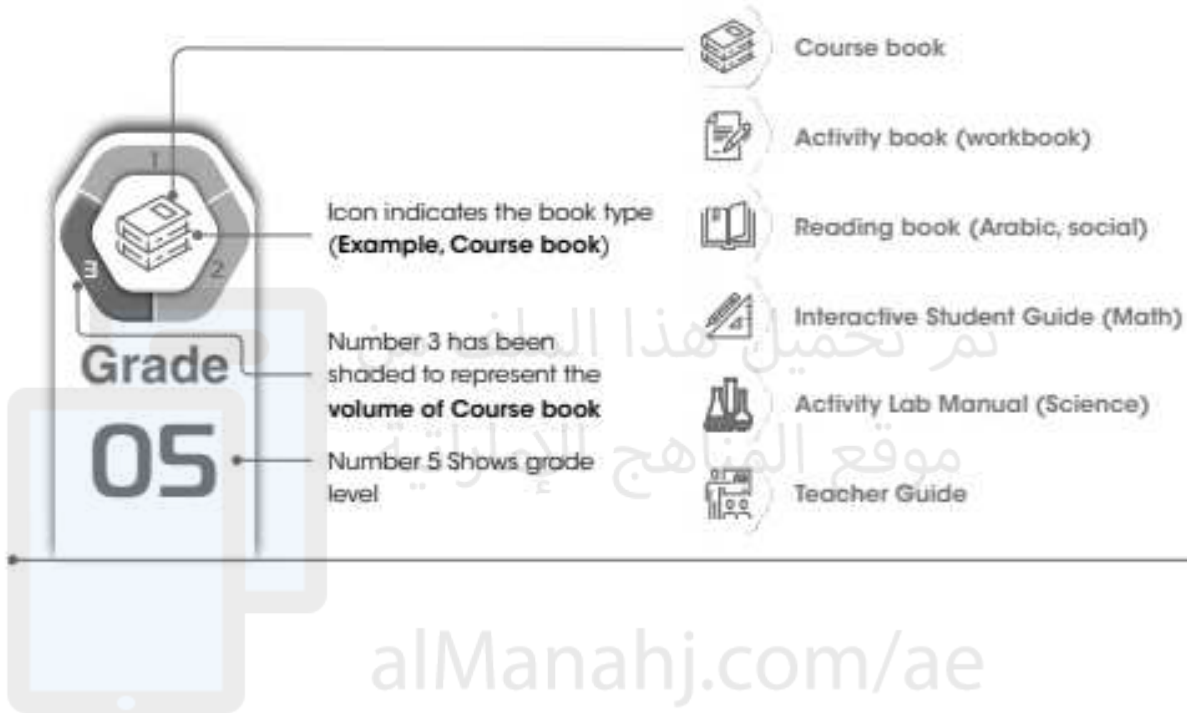 1
2
3
Grade
05
Icon indicates the book type
(Example, Course book)
Number 3 has been
shaded to represent the
volume of Course book
Number 5 Shows grade
level
Course book
Activity book (workbook)
Reading book (Arabic, social)
Interactive Student Guide (Math)
Activity Lab Manual (Science)
Teacher Guide
تم تحميل هذا الملف من
موقع المناهج الإماراتية
alManahj.com/ae